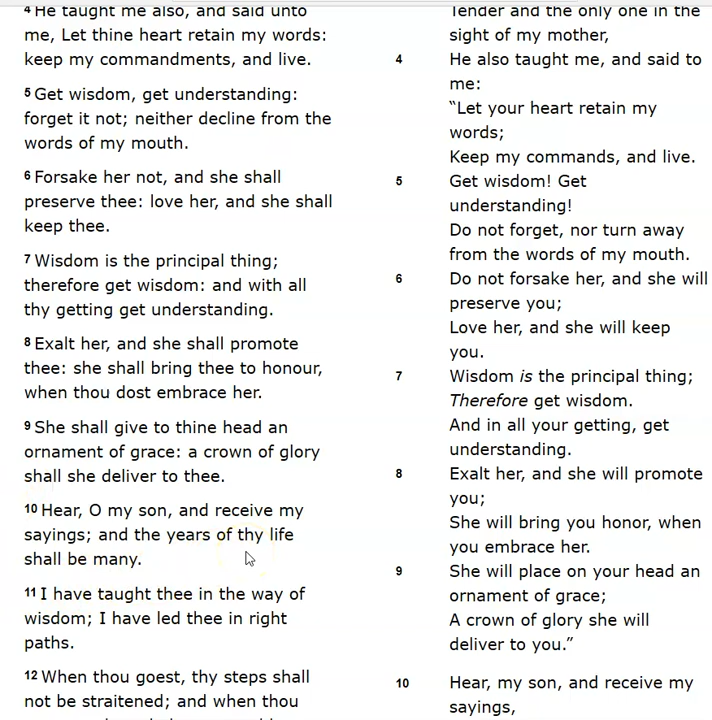 4 He taught me also, and said unto
me, Let thine heart retain my words:
keep my commandments, and live.
5 Get wisdom, get understanding:
forget it not; neither decline from the
words of my mouth.
6 Forsake her not, and she shall
preserve thee: love her, and she shall
keep thee.
7 Wisdom is the principal thing;
therefore get wisdom: and with all
thy getting get understanding.
8 Exalt her, and she shall promote
thee: she shall bring thee to honour,
when thou dost embrace her.
9 She shall give to thine head an
ornament of grace: a crown of glory
shall she deliver to thee.
10 Hear, O my son, and receive my
sayings; and the years of thy life
shall be many.
11 I have taught thee in the way of
wisdom; I have led thee in right
paths.
12 When thou goest, thy steps shall
not be straitened; and when thou
Tender and the only one in the
sight of my mother,
4 He also taught me, and said to
me:
“Let your heart retain my
words;
Keep my commands, and live.
5 Get wisdom! Get
understanding!
Do not forget, nor turn away
from the words of my mouth.
6 Do not forsake her, and she will
preserve you;
Love her, and she will keep
you.
7 Wisdom is the principal thing;
Therefore get wisdom.
And in all your getting, get
understanding.
8 Exalt her, and she will promote
you;
She will bring you honor, when
you embrace her.
9 She will place on your head an
ornament of grace;
A crown of glory she will
deliver to you.”
10 Hear, my son, and receive my
sayings,